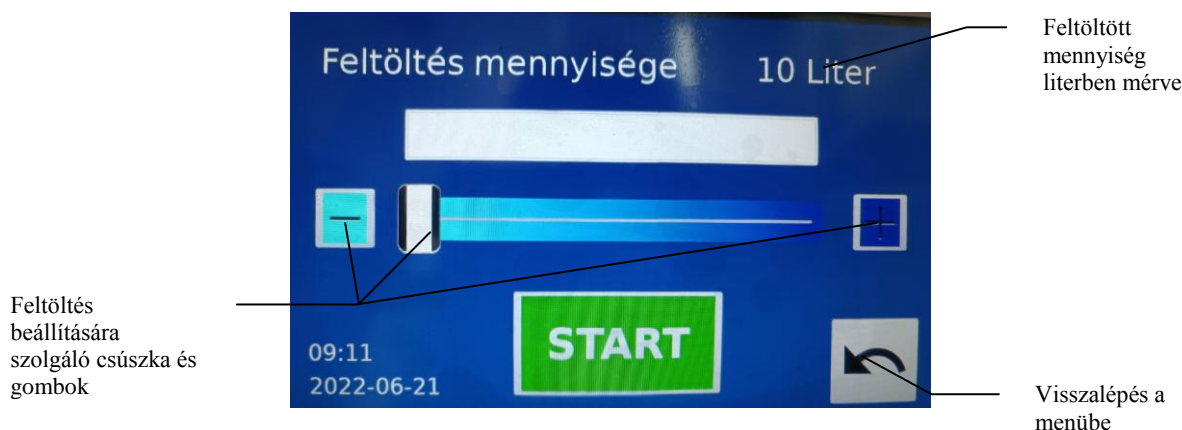 Feltöltött
mennyiség
literben mérve
Feltöltés mennyisége 10 Liter
− +
Feltöltés
beállítására
szolgáló csúszka és
gombok
START
09:11
2022-06-21
Visszalépés a
menübe